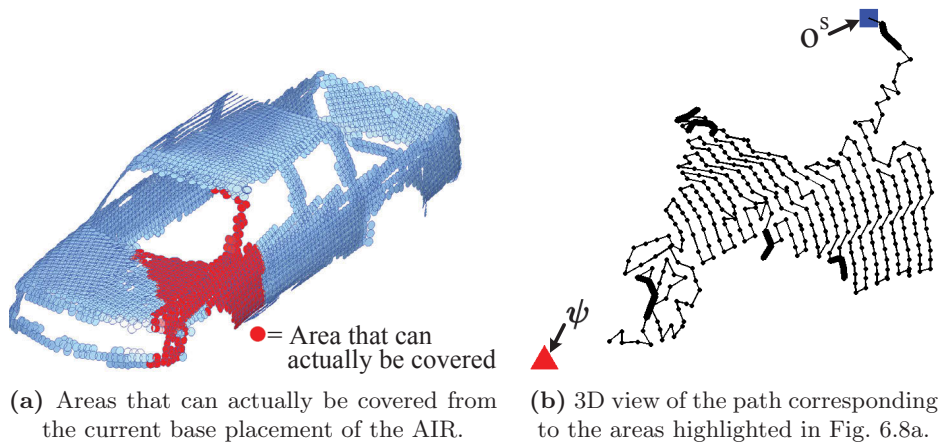 = Area that can
actually be covered
o^s
ψ
(a) Areas that can actually be covered from
the current base placement of the AIR.
(b) 3D view of the path corresponding
to the areas highlighted in Fig. 6.8a.